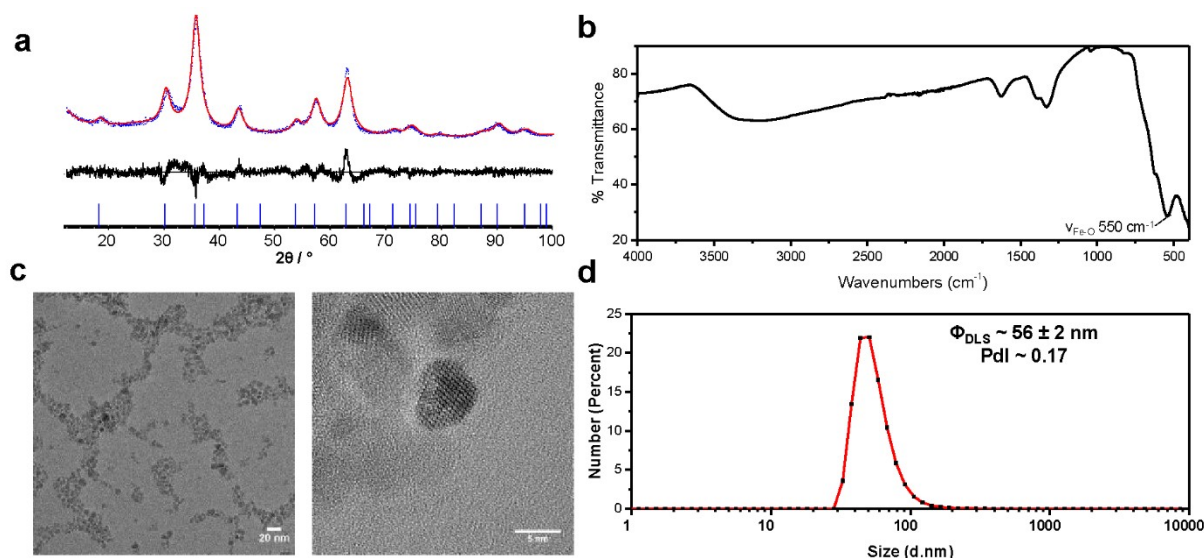 a
20 30 40 50 60 70 80 90 100
2θ / °
b
80
60
40
20
% Transmittance
νFe-O 550 cm⁻¹
4000 3500 3000 2500 2000 1500 1000 500
Wavenumbers (cm⁻¹)
c
20 nm
5 nm
d
25
20
15
10
5
0
Number (Percent)
ΦDLS ~ 56 ± 2 nm
PdI ~ 0.17
1 10 100 1000 10000
Size (d.nm)